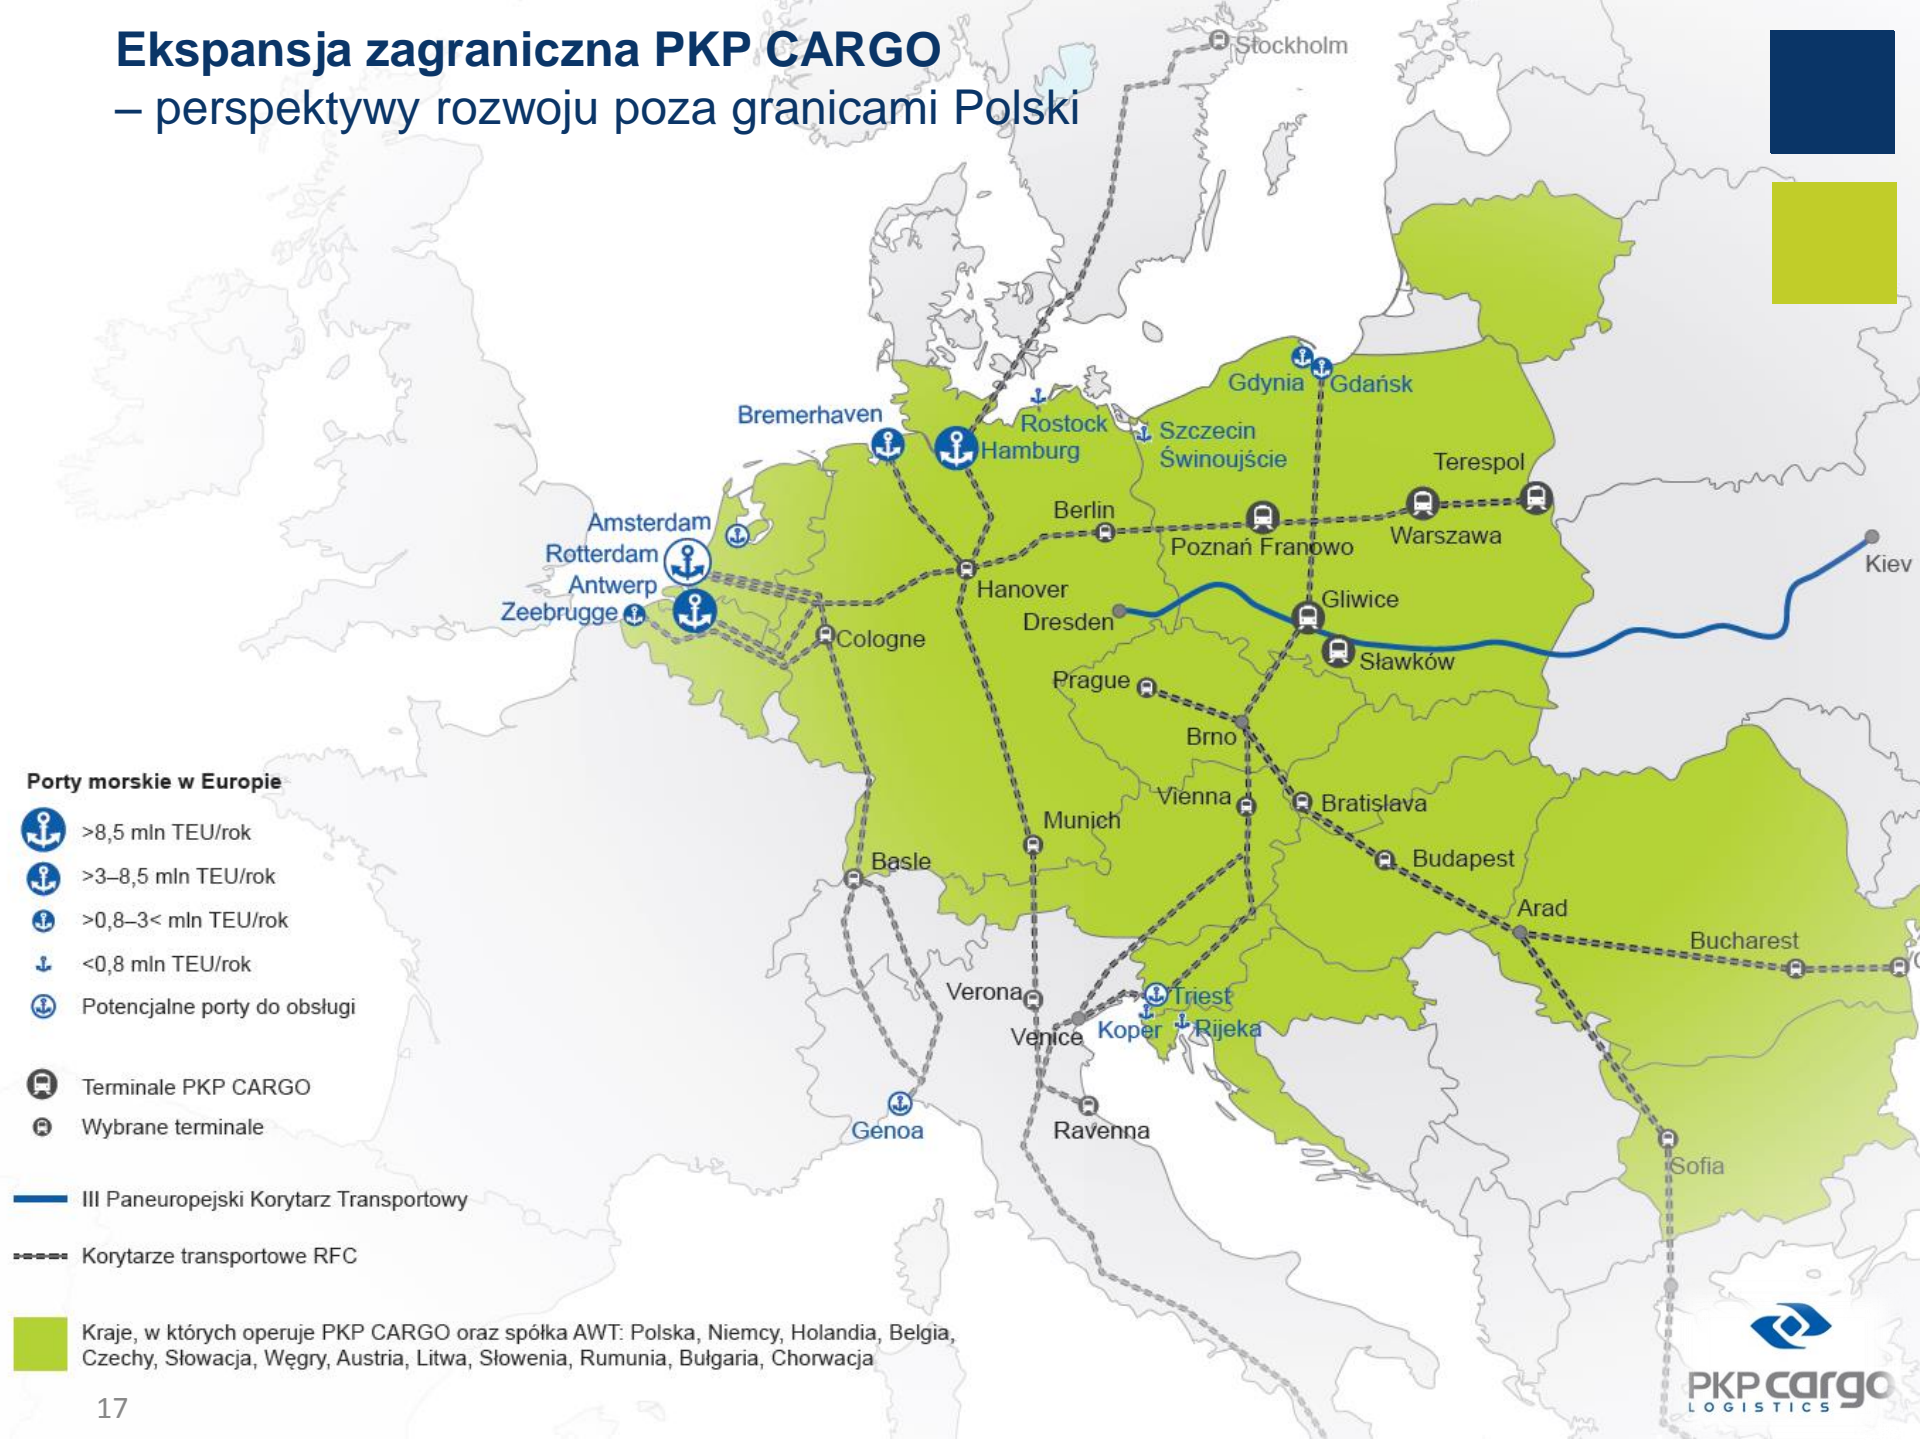 Ekspansja zagraniczna PKP CARGO
– perspektywy rozwoju poza granicami Polski
Stockholm
Gdynia
Gdańsk
Bremerhaven
Rostock
Hamburg
Szczecin
Świnoujście
Terespol
Amsterdam
Berlin
Rotterdam
Poznań Franowo
Warszawa
Kiev
Antwerp
Hanover
Zeebrugge
Gliwice
Dresden
Cologne
Sławków
Prague
Brno
Vienna
Bratislava
Munich
Basle
Budapest
Arad
Bucharest
Verona
Triest
Venice
Koper
Rijeka
Genoa
Ravenna
Sofia
Porty morskie w Europie
>8,5 mln TEU/rok
>3–8,5 mln TEU/rok
>0,8–3< mln TEU/rok
<0,8 mln TEU/rok
Potencjalne porty do obsługi
Terminale PKP CARGO
Wybrane terminale
III Paneuropejski Korytarz Transportowy
Korytarze transportowe RFC
Kraje, w których operuje PKP CARGO oraz spółka AWT: Polska, Niemcy, Holandia, Belgia,
Czechy, Słowacja, Węgry, Austria, Litwa, Słowenia, Rumunia, Bułgaria, Chorwacja
17
PKP cargo
LOGISTICS